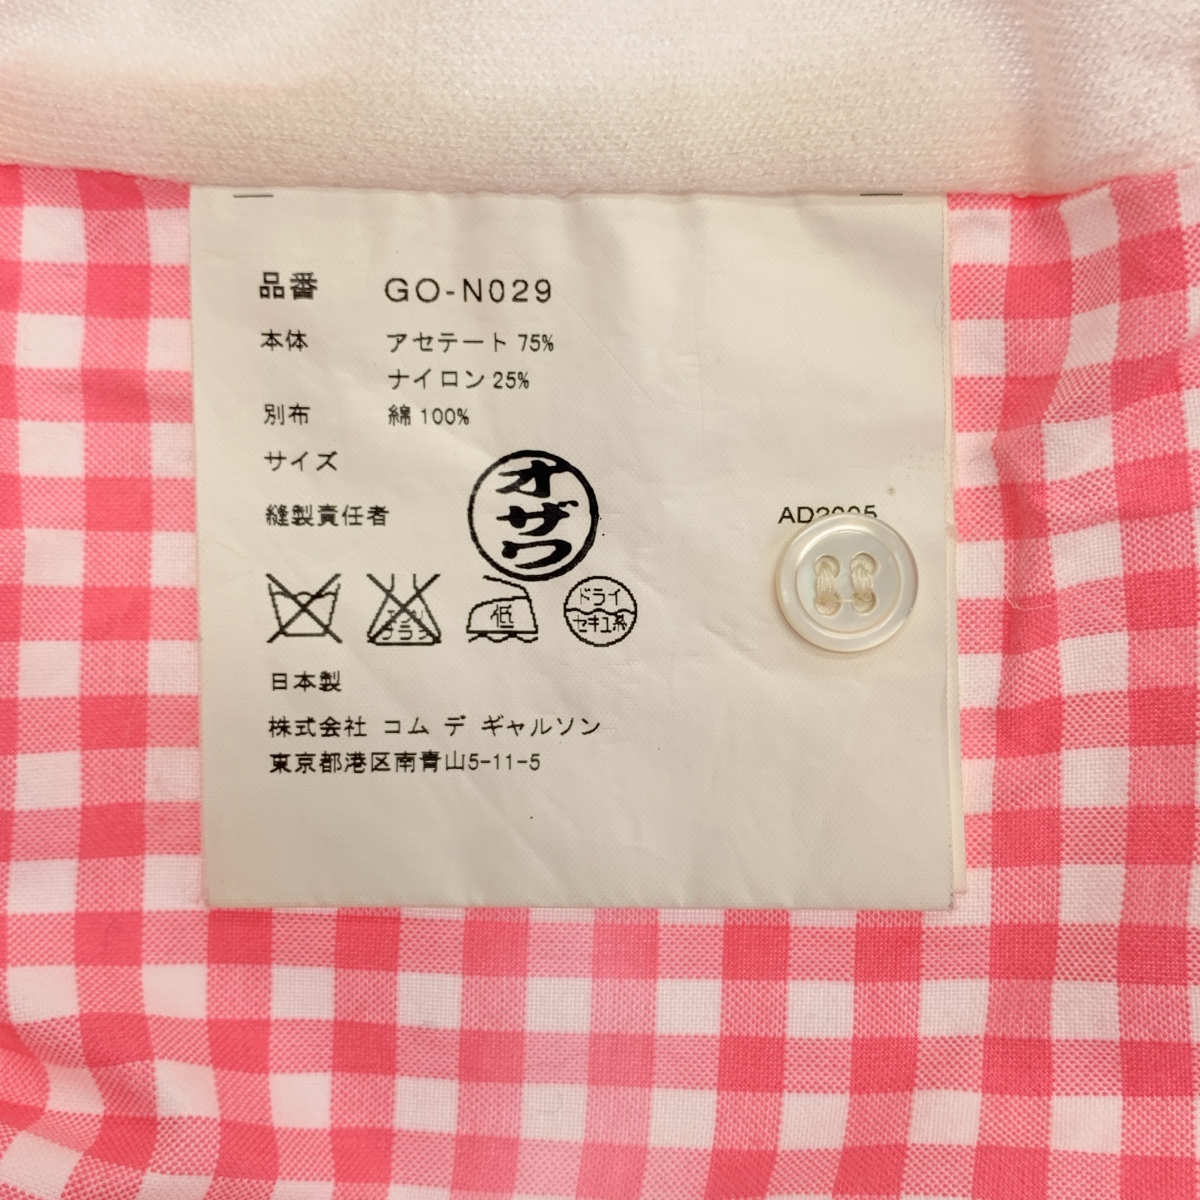 品番 GO-N029
本体 アセテート 75%
ナイロン 25%
別布 綿 100%
サイズ
縫製責任者
オザワ
AD2005
低
ドライ
セキユ系
日本製
株式会社 コム デ ギャルソン
東京都港区南青山5-11-5